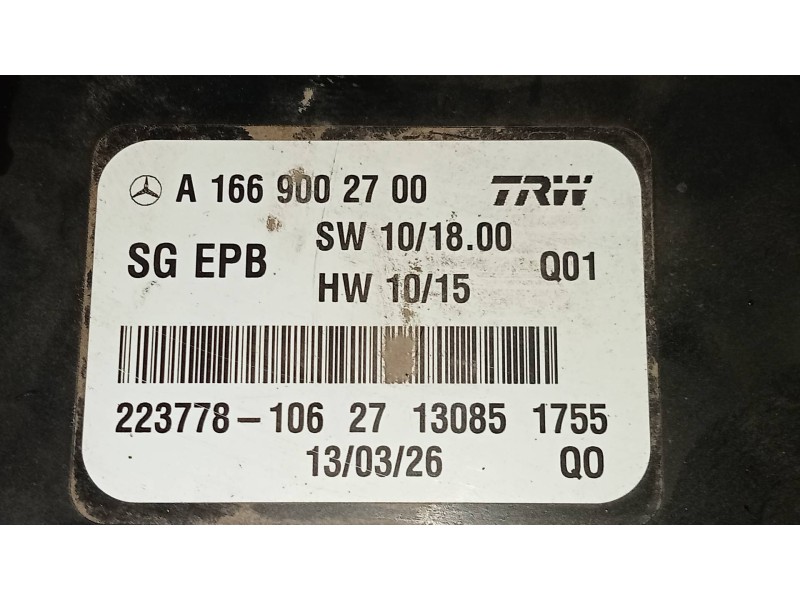 A 166 900 27 00 TRW
SW 10/18.00
SG EPB Q01
HW 10/15
223778-106 27 13085 1755
13/03/26 QO